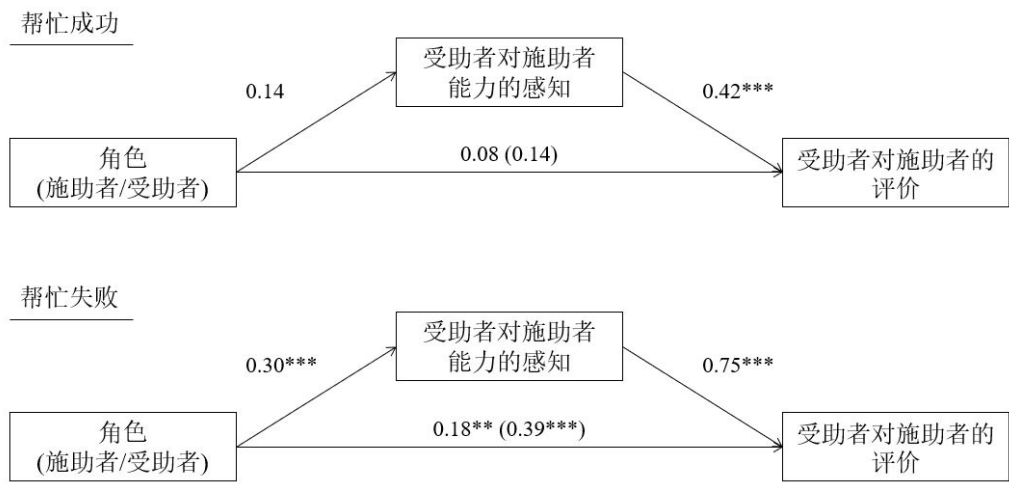 帮忙成功
受助者对施助者
能力的感知
0.14
0.42***
角色
(施助者/受助者)
0.08 (0.14)
受助者对施助者的
评价
帮忙失败
受助者对施助者
能力的感知
0.30***
0.75***
角色
(施助者/受助者)
0.18** (0.39***)
受助者对施助者的
评价